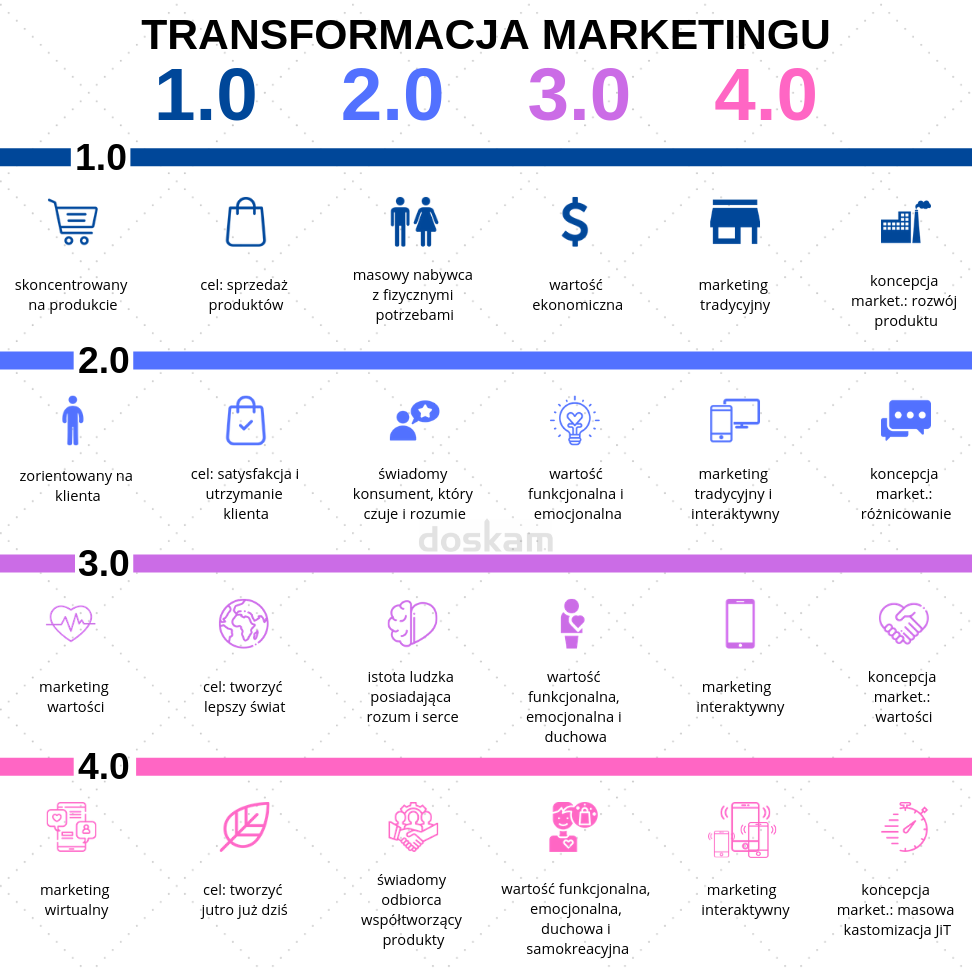 TRANSFORMACJA MARKETINGU
1.0 2.0 3.0 4.0
1.0
skoncentrowany
na produkcie
cel: sprzedaż
produktów
masowy nabywca
z fizycznymi
potrzebami
wartość
ekonomiczna
marketing
tradycyjny
koncepcja
market.: rozwój
produktu
2.0
zorientowany na
klienta
cel: satysfakcja i
utrzymanie
klienta
świadomy
konsument, który
czuje i rozumie
wartość
funkcjonalna i
emocjonalna
marketing
tradycyjny i
interaktywny
koncepcja
market.:
różnicowanie
doskam
3.0
marketing
wartości
cel: tworzyć
lepszy świat
istota ludzka
posiadająca
rozum i serce
wartość
funkcjonalna,
emocjonalna i
duchowa
marketing
interaktywny
koncepcja
market.:
wartości
4.0
marketing
wirtualny
cel: tworzyć
jutro już dziś
świadomy
odbiorca
współtworzący
produkty
wartość funkcjonalna,
emocjonalna,
duchowa i
samokreacyjna
marketing
interaktywny
koncepcja
market.: masowa
kastomizacja JiT